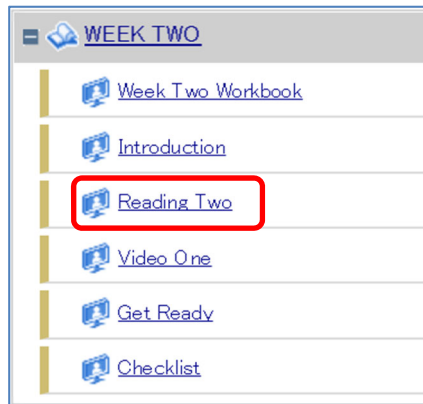 WEEK TWO
Week Two Workbook
Introduction
Reading Two
Video One
Get Ready
Checklist